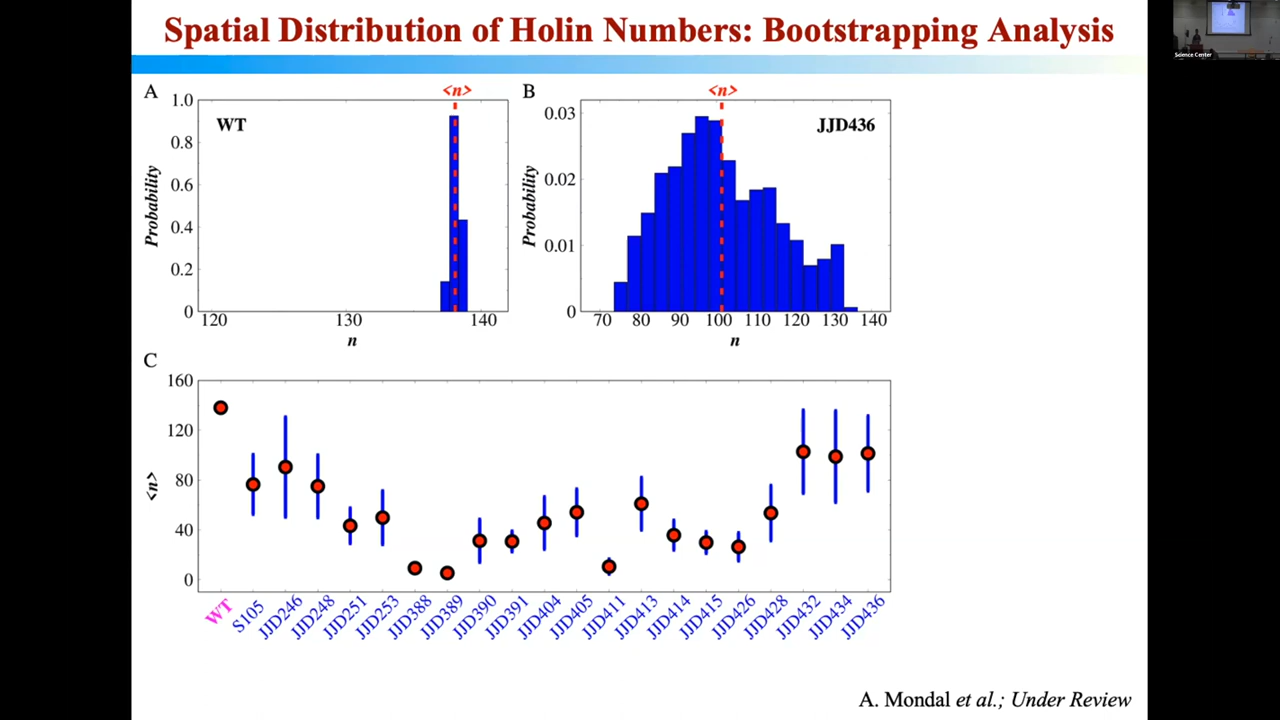 Spatial Distribution of Holin Numbers: Bootstrapping Analysis
Science Center
A
<n>
WT
Probability
1.0
0.8
0.6
0.4
0.2
0
120
130
140
n
B
<n>
JJD436
Probability
0.03
0.02
0.01
0
70
80
90
100
110
120
130
140
n
C
<n>
160
120
80
40
0
WT
S105
JJD246
JJD248
JJD251
JJD253
JJD388
JJD389
JJD390
JJD391
JJD404
JJD405
JJD411
JJD413
JJD414
JJD415
JJD426
JJD428
JJD432
JJD434
JJD436
A. Mondal et al.; Under Review